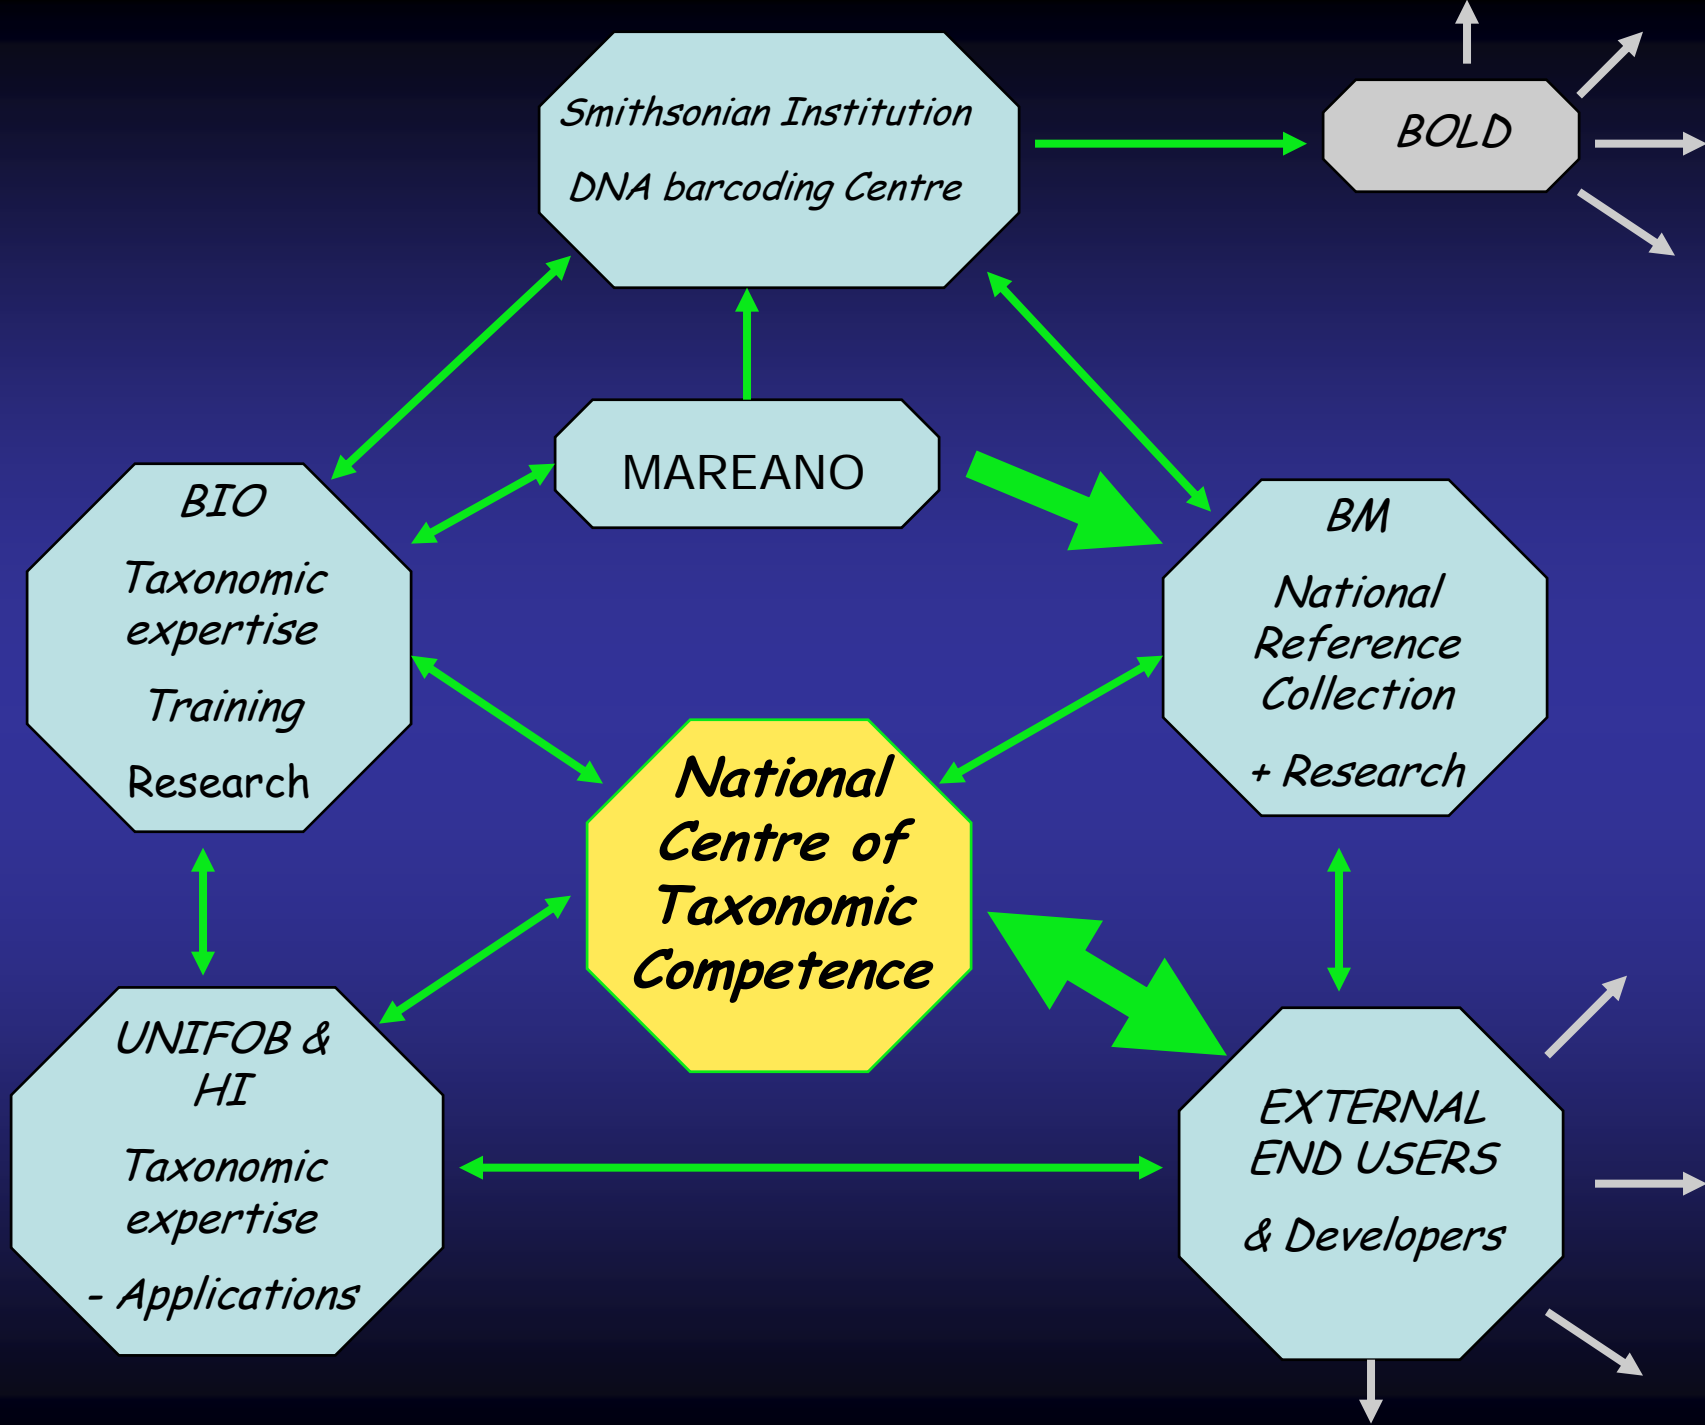 Smithsonian Institution
DNA barcoding Centre
BOLD
MAREANO
BIO
Taxonomic
expertise
Training
Research
BM
National
Reference
Collection
+ Research
National
Centre of
Taxonomic
Competence
UNIFOB &
HI
Taxonomic
expertise
- Applications
EXTERNAL
END USERS
& Developers